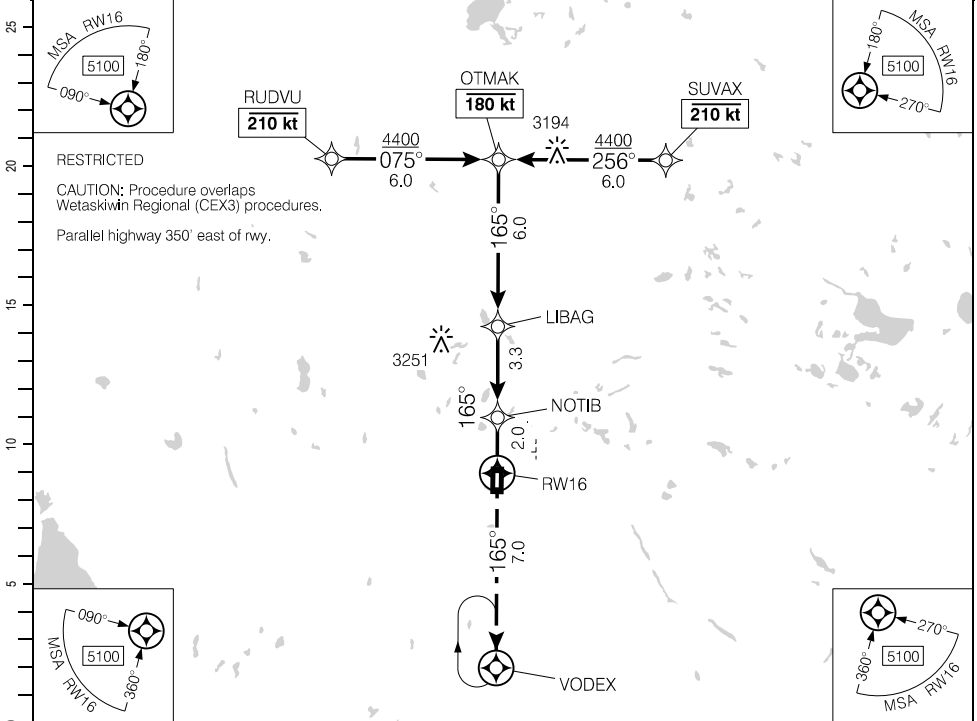 25
20
15
10
5
MSA RW16
5100
180°
090°
MSA RW16
5100
180°
270°
RUDVU
210 kt
OTMAK
180 kt
SUVAX
210 kt
3194
4400
075°
6.0
4400
256°
6.0
RESTRICTED
CAUTION: Procedure overlaps
Wetaskiwin Regional (CEX3) procedures.
Parallel highway 350' east of rwy.
165°
6.0
LIBAG
3251
3.3
165°
NOTIB
2.0
RW16
165°
7.0
VODEX
090°
5100
360°
MSA RW16
270°
5100
360°
MSA RW16